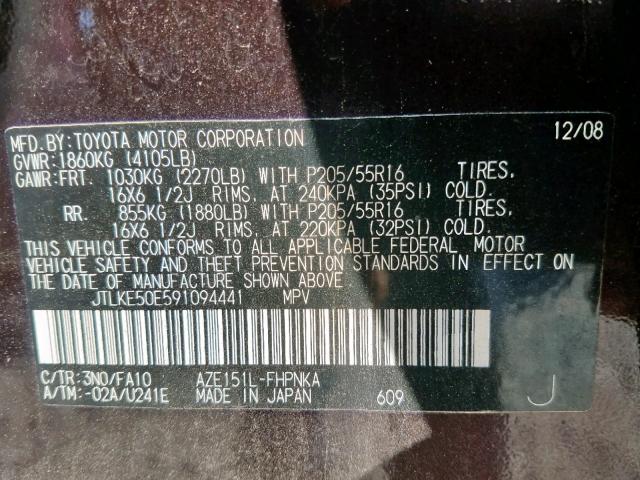 MFD. BY: TOYOTA MOTOR CORPORATION 12/08
GVWR: 1860KG (4105LB)
GAWR: FRT. 1030KG (2270LB) WITH P205/55R16 TIRES,
16X6 1/2J RIMS, AT 240KPA (35PSI) COLD.
RR. 855KG (1880LB) WITH P205/55R16 TIRES,
16X6 1/2J RIMS, AT 220KPA (32PSI) COLD.
THIS VEHICLE CONFORMS TO ALL APPLICABLE FEDERAL MOTOR
VEHICLE SAFETY AND THEFT PREVENTION STANDARDS IN EFFECT ON
THE DATE OF MANUFACTURE SHOWN ABOVE.
JTLKE50E591094441 MPV
C/TR: 3N0/FA10 AZE151L-FHPNKA
A/TM: -02A/U241E MADE IN JAPAN 609 J